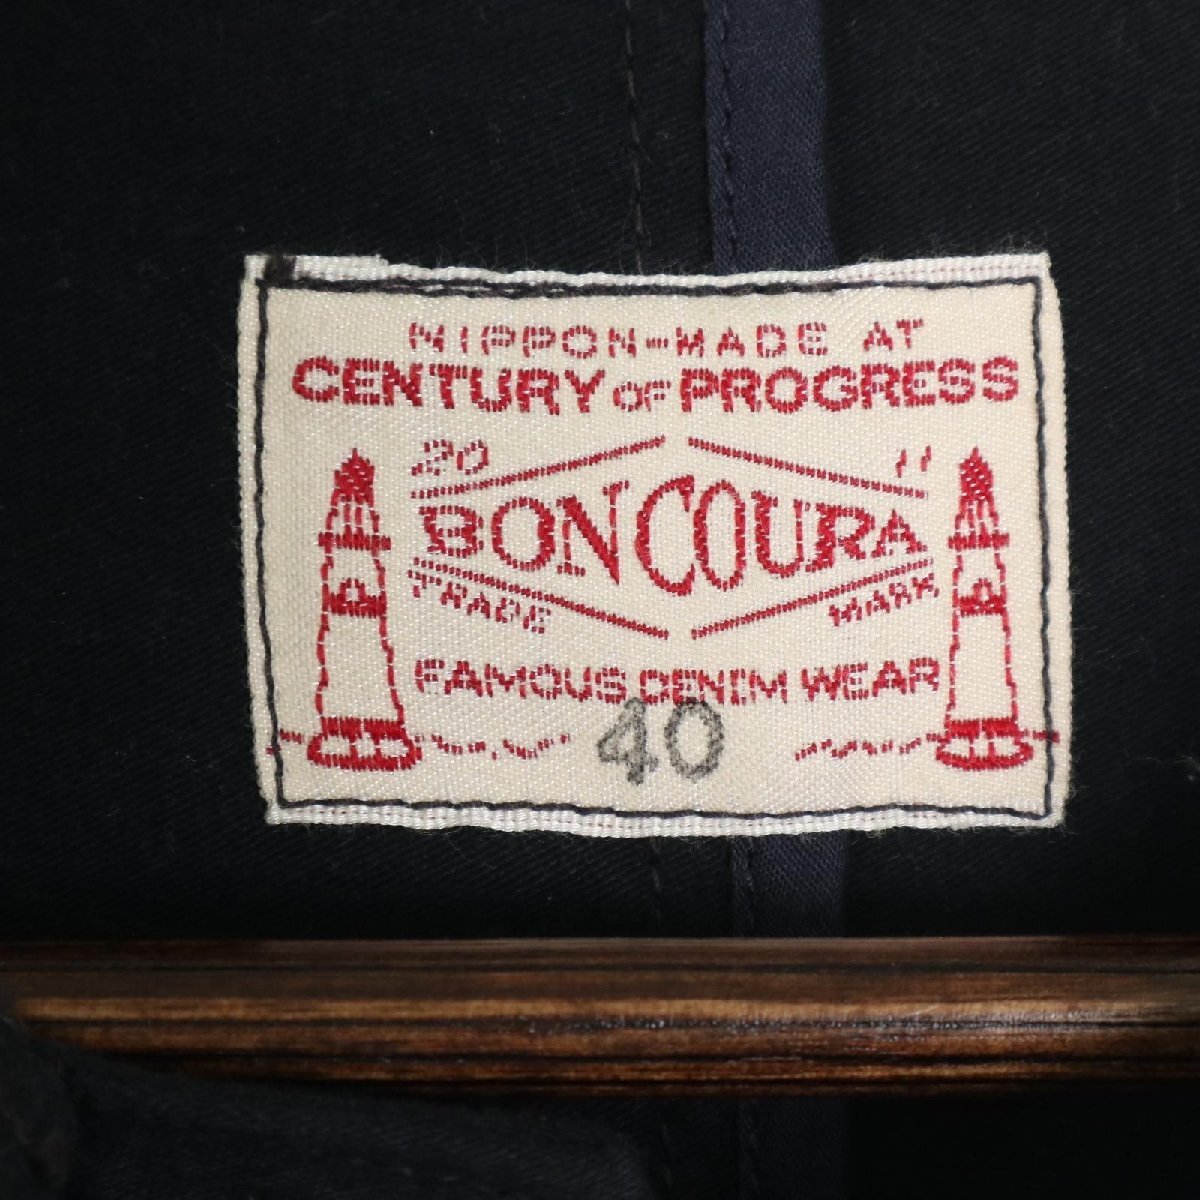 NIPPON-MADE AT
CENTURY OF PROGRESS
20 11
BONCOURA
TRADE MARK
FAMOUS DENIM WEAR
40